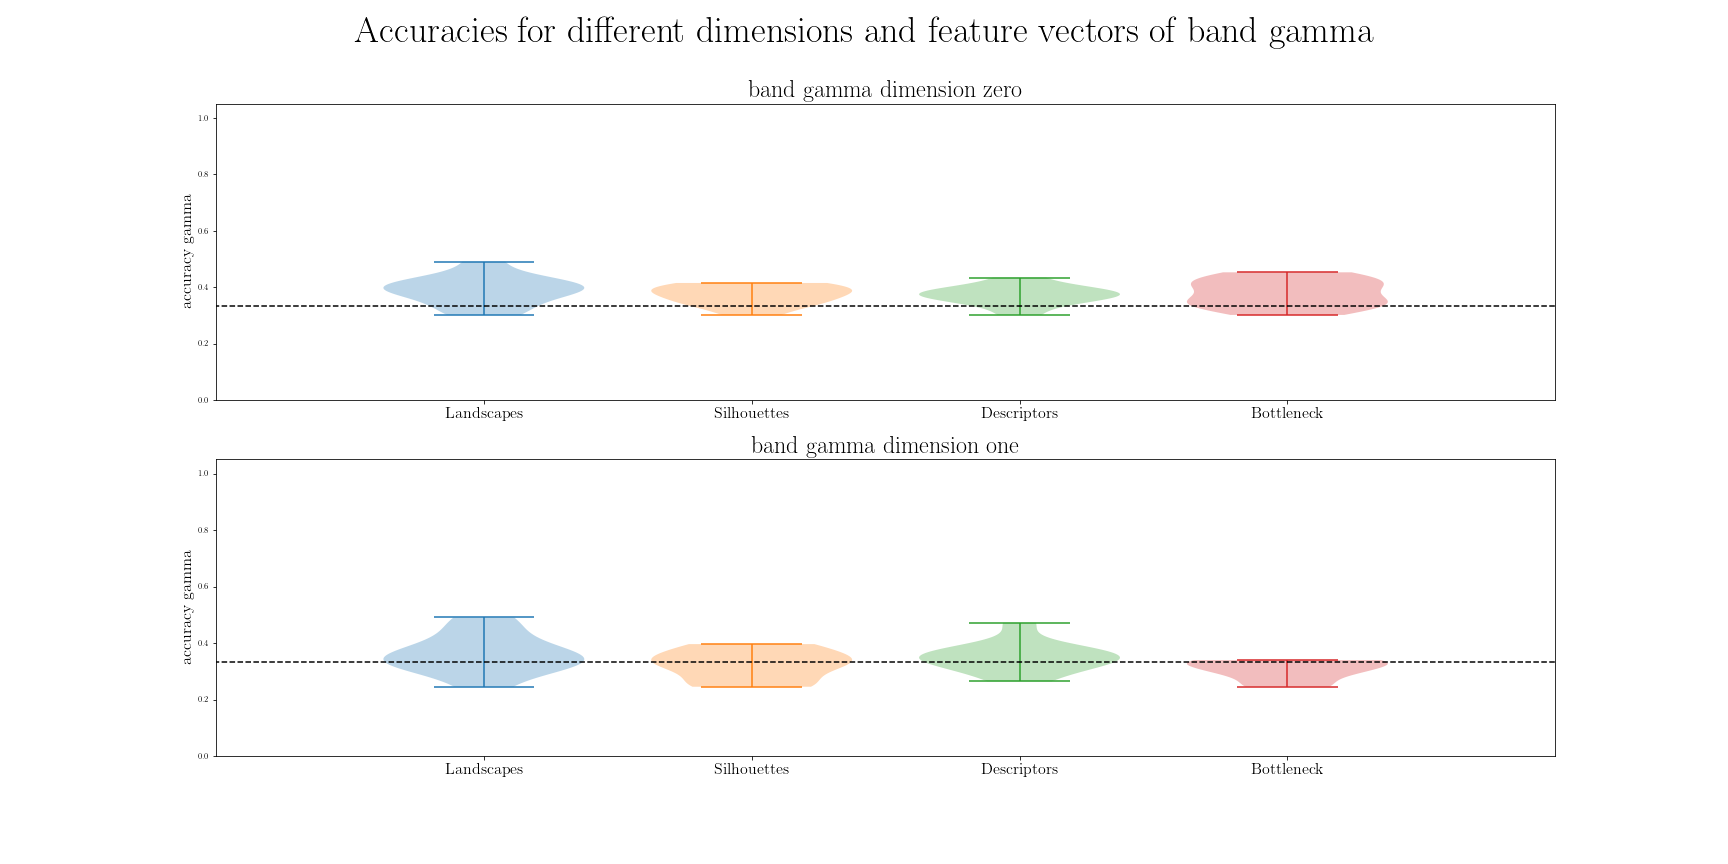 Accuracies for different dimensions and feature vectors of band gamma
band gamma dimension zero
accuracy gamma
1.0
0.8
0.6
0.4
0.2
0.0
Landscapes Silhouettes Descriptors Bottleneck
band gamma dimension one
accuracy gamma
1.0
0.8
0.6
0.4
0.2
0.0
Landscapes Silhouettes Descriptors Bottleneck